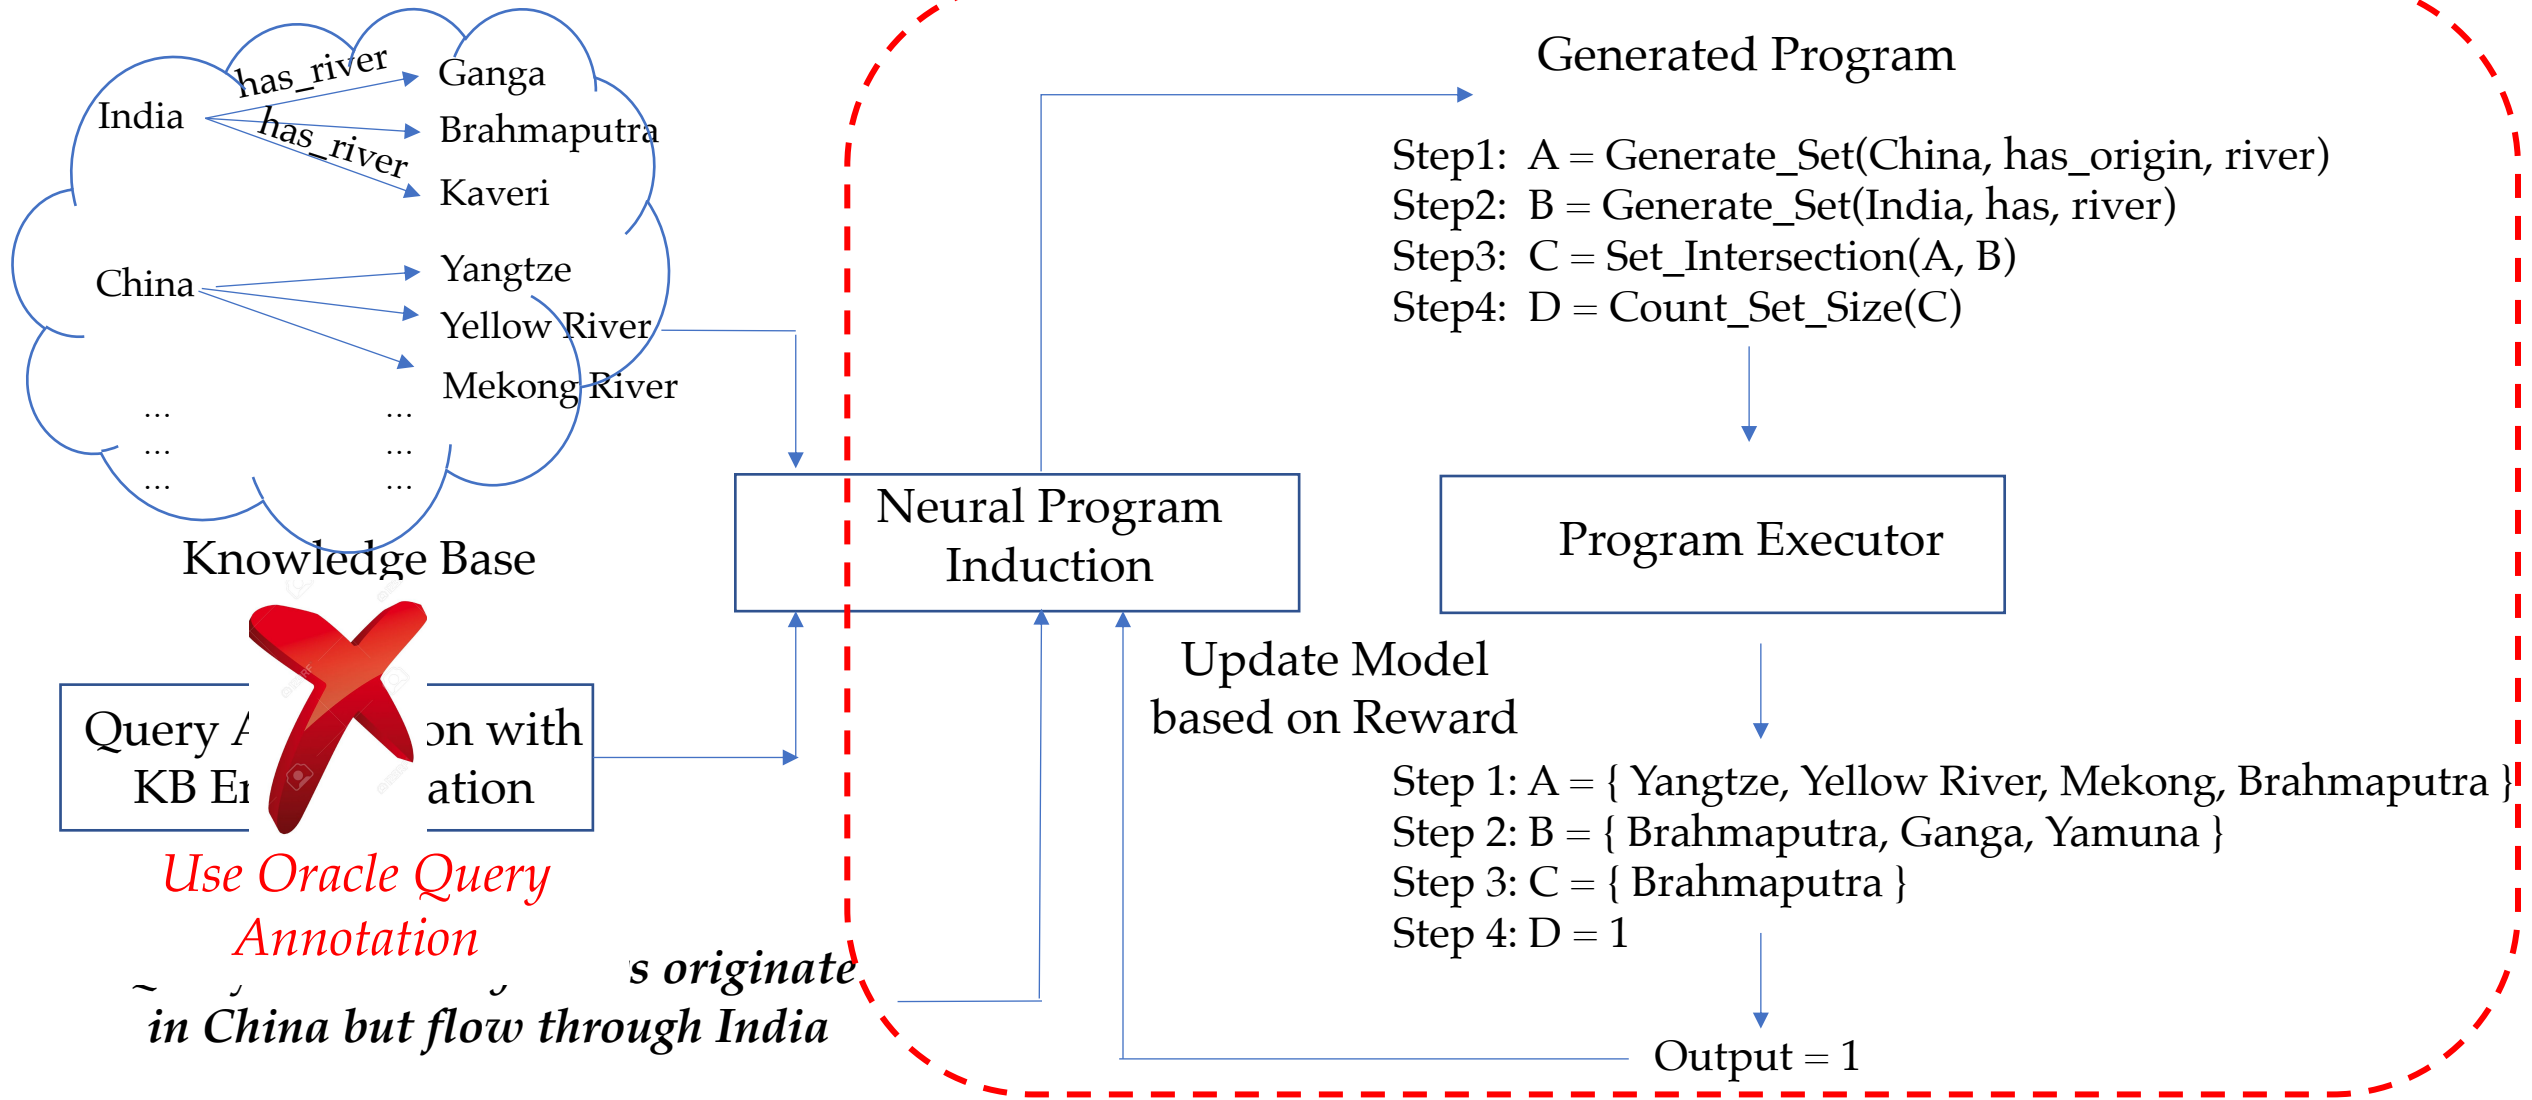 has_river
India
has_river
Ganga
Brahmaputra
Kaveri
China
Yangtze
Yellow River
Mekong River
... ...
... ...
... ...
Knowledge Base
Query on with
KB ation
Use Oracle Query
Annotation
originate
in China but flow through India
Neural Program
Induction
Update Model
based on Reward
Generated Program
Step1: A = Generate_Set(China, has_origin, river)
Step2: B = Generate_Set(India, has, river)
Step3: C = Set_Intersection(A, B)
Step4: D = Count_Set_Size(C)
Program Executor
Step 1: A = { Yangtze, Yellow River, Mekong, Brahmaputra }
Step 2: B = { Brahmaputra, Ganga, Yamuna }
Step 3: C = { Brahmaputra }
Step 4: D = 1
Output = 1